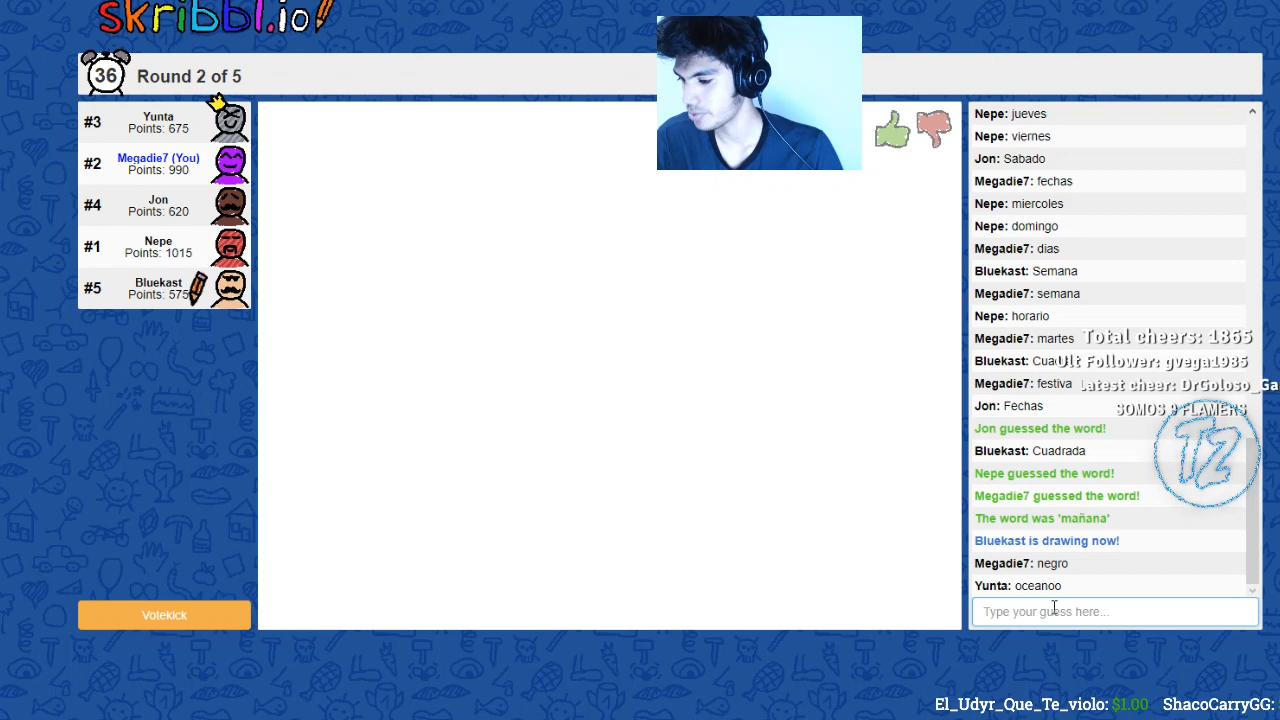 skribbl.io
36
Round 2 of 5
#3
Yunta
Points: 675
#2
Megadie7 (You)
Points: 990
#4
Jon
Points: 620
#1
Nepe
Points: 1015
#5
Bluekast
Points: 575
Votekick
Nepe: jueves
Nepe: viernes
Jon: Sabado
Megadie7: fechas
Nepe: miercoles
Nepe: domingo
Megadie7: dias
Bluekast: Semana
Megadie7: semana
Nepe: horario
Megadie7: martes
Total cheers: 1865
Bluekast:
Ult Follower: gvega1985
Megadie7: festiva
Latest cheer: DrGoloso_Ga
Jon: Fechas
SOMOS 9 FLAMERS
Jon guessed the word!
Bluekast: Cuadrada
Nepe guessed the word!
Megadie7 guessed the word!
The word was 'mañana'
Bluekast is drawing now!
Megadie7: negro
Yunta: oceanoo
Type your guess here...
TZ
El_Udyr_Que_Te_violo: $1.00 ShacoCarryGG: